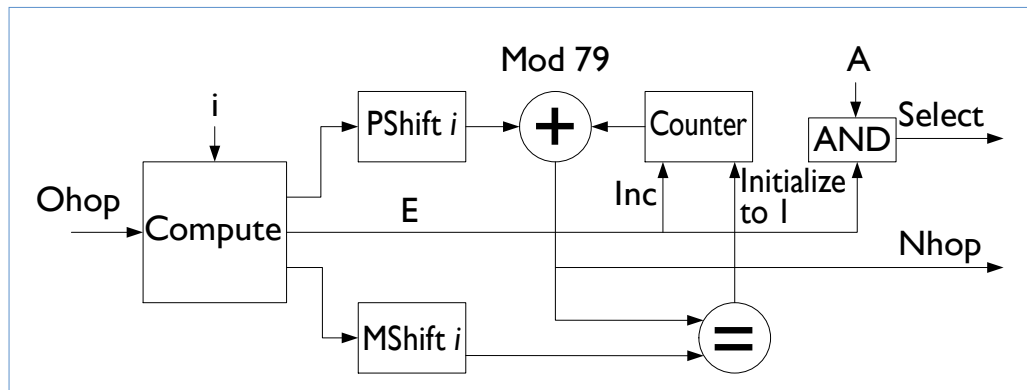 Mod 79
A
i
PShift i
+
Counter
AND
Select
Ohop
Compute
E
Inc
Initialize
to 1
Nhop
MShift i
=